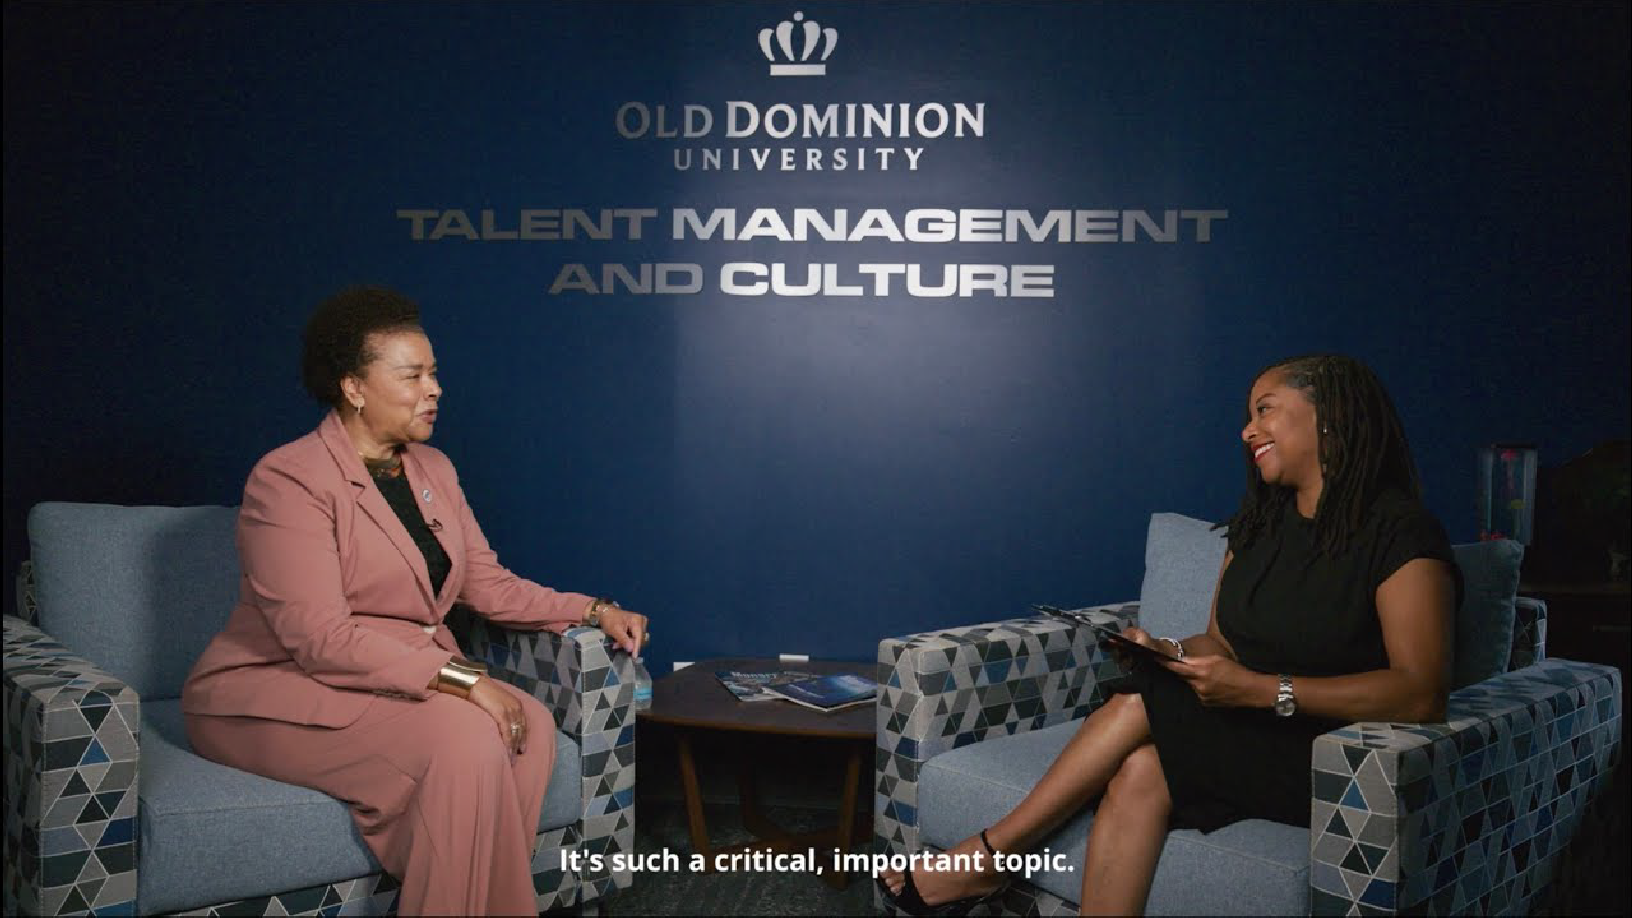 OLD DOMINION
UNIVERSITY
TALENT MANAGEMENT
AND CULTURE
It's such a critical, important topic.